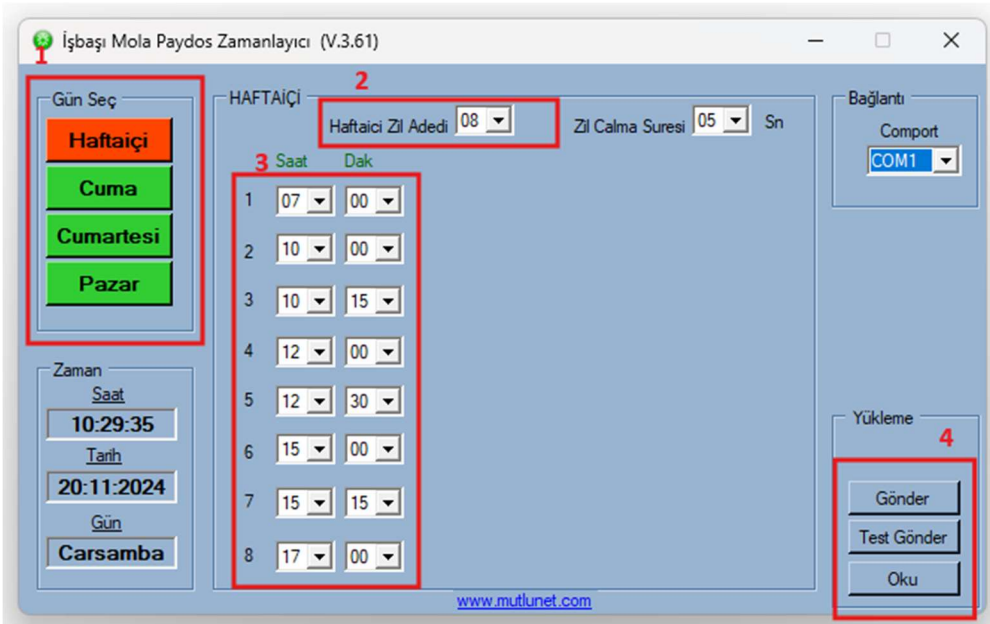 İşbaşı Mola Paydos Zamanlayıcı (V.3.61)
1
Gün Seç
Haftaiçi
Cuma
Cumartesi
Pazar
Zaman
Saat
10:29:35
Tarih
20:11:2024
Gün
Carsamba
HAFTAİÇİ
2
Haftaici Zil Adedi 08
Zil Calma Suresi 05 Sn
3 Saat Dak
1 07 00
2 10 00
3 10 15
4 12 00
5 12 30
6 15 00
7 15 15
8 17 00
www.mutlunet.com
Bağlantı
Comport
COM1
Yükleme
4
Gönder
Test Gönder
Oku